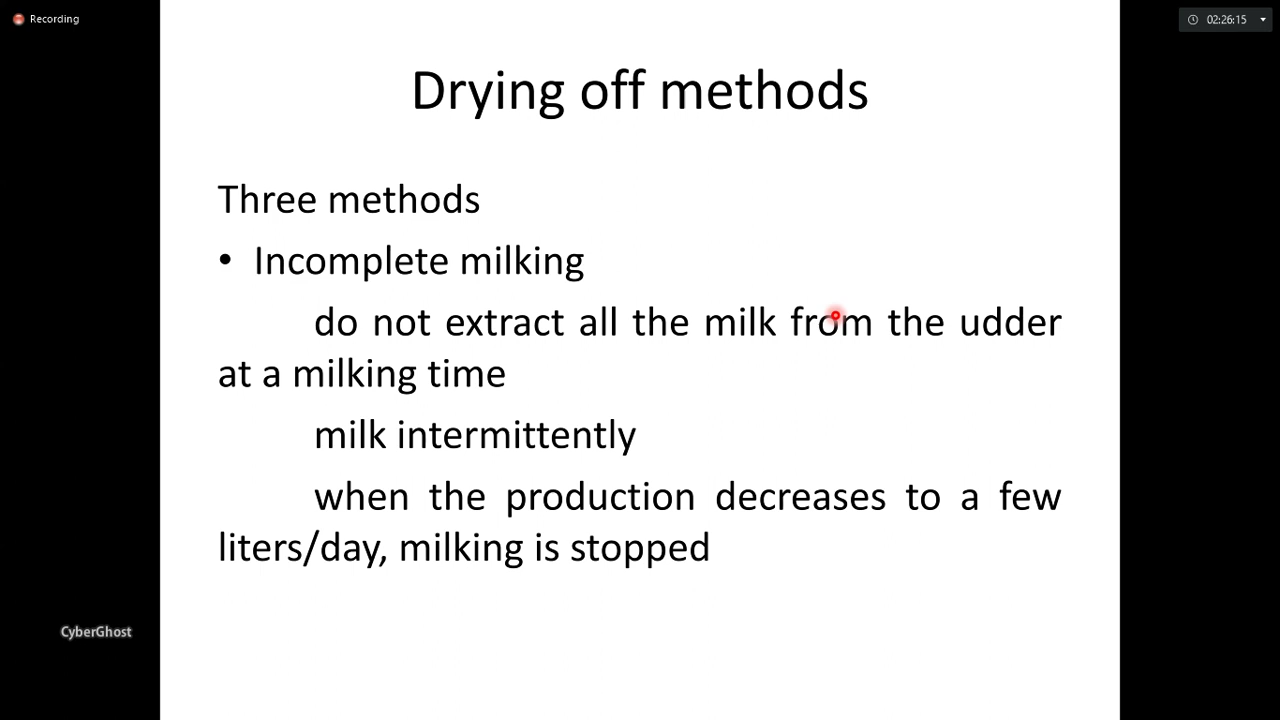 Recording
02:26:15
Drying off methods
Three methods
• Incomplete milking
do not extract all the milk from the udder
at a milking time
milk intermittently
when the production decreases to a few
liters/day, milking is stopped
CyberGhost